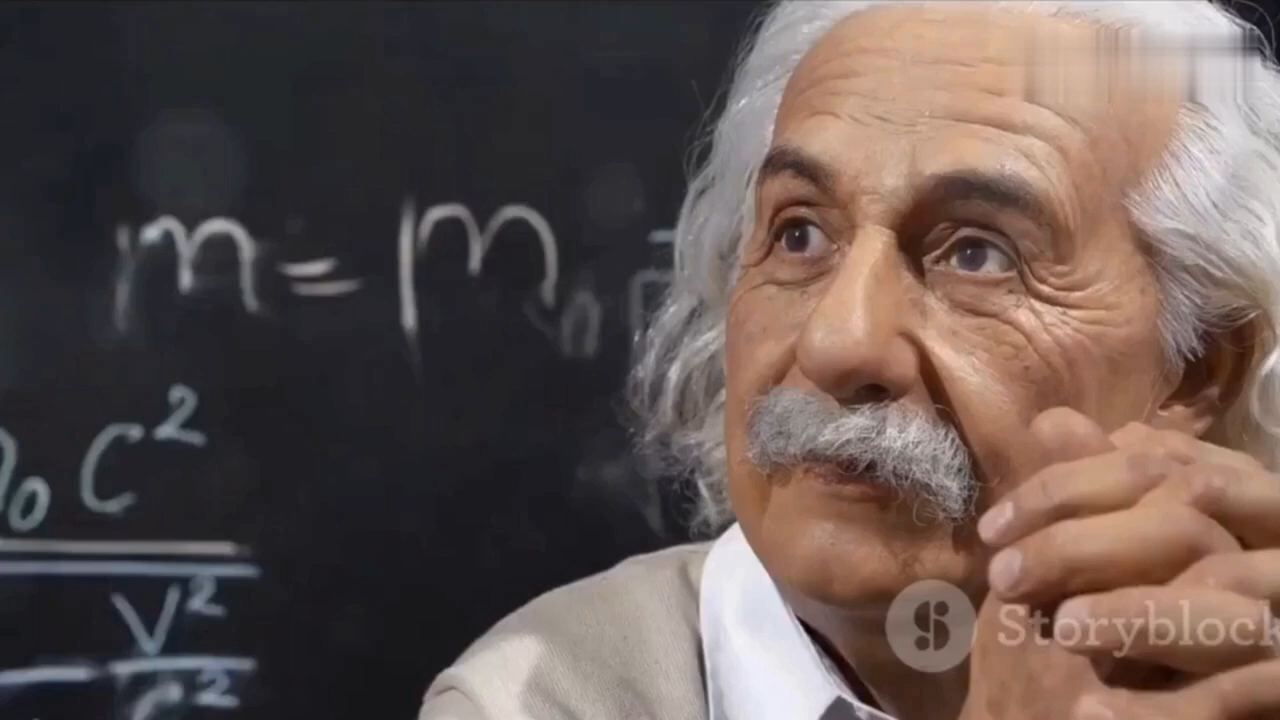 m = m₀
₀ c²
v²
c²
Storyblock